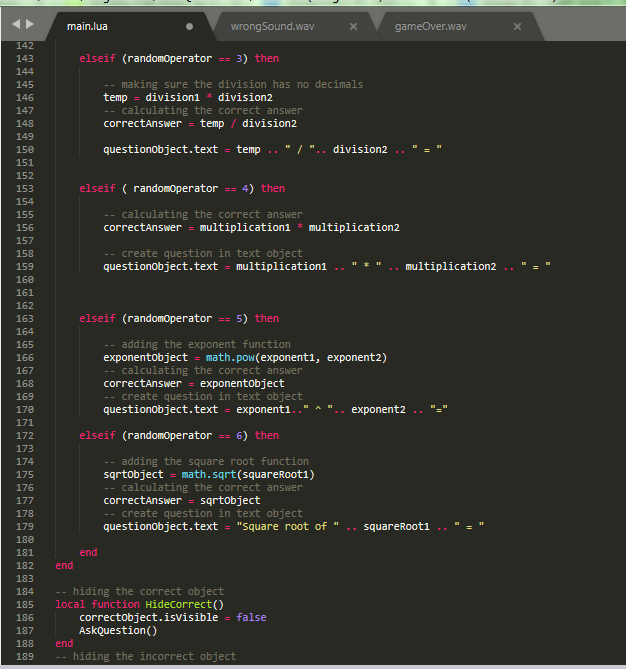 main.lua
wrongSound.wav
gameOver.wav
142
143 elseif (randomOperator == 3) then
144
145 -- making sure the division has no decimals
146 temp = division1 * division2
147 -- calculating the correct answer
148 correctAnswer = temp / division2
149
150 questionObject.text = temp .. " / ".. division2 .. " = "
151
152
153 elseif ( randomOperator == 4) then
154
155 -- calculating the correct answer
156 correctAnswer = multiplication1 * multiplication2
157
158 -- create question in text object
159 questionObject.text = multiplication1 .. " * " .. multiplication2 .. " = "
160
161
162
163 elseif (randomOperator == 5) then
164
165 -- adding the exponent function
166 exponentObject = math.pow(exponent1, exponent2)
167 -- calculating the correct answer
168 correctAnswer = exponentObject
169 -- create question in text object
170 questionObject.text = exponent1.." ^ ".. exponent2 .. "="
171
172 elseif (randomOperator == 6) then
173
174 -- adding the square root function
175 sqrtObject = math.sqrt(squareRoot1)
176 -- calculating the correct answer
177 correctAnswer = sqrtObject
178 -- create question in text object
179 questionObject.text = "Square root of " .. squareRoot1 .. " = "
180
181 end
182 end
183
184 -- hiding the correct object
185 local function HideCorrect()
186 correctObject.isVisible = false
187 AskQuestion()
188 end
189 -- hiding the incorrect object